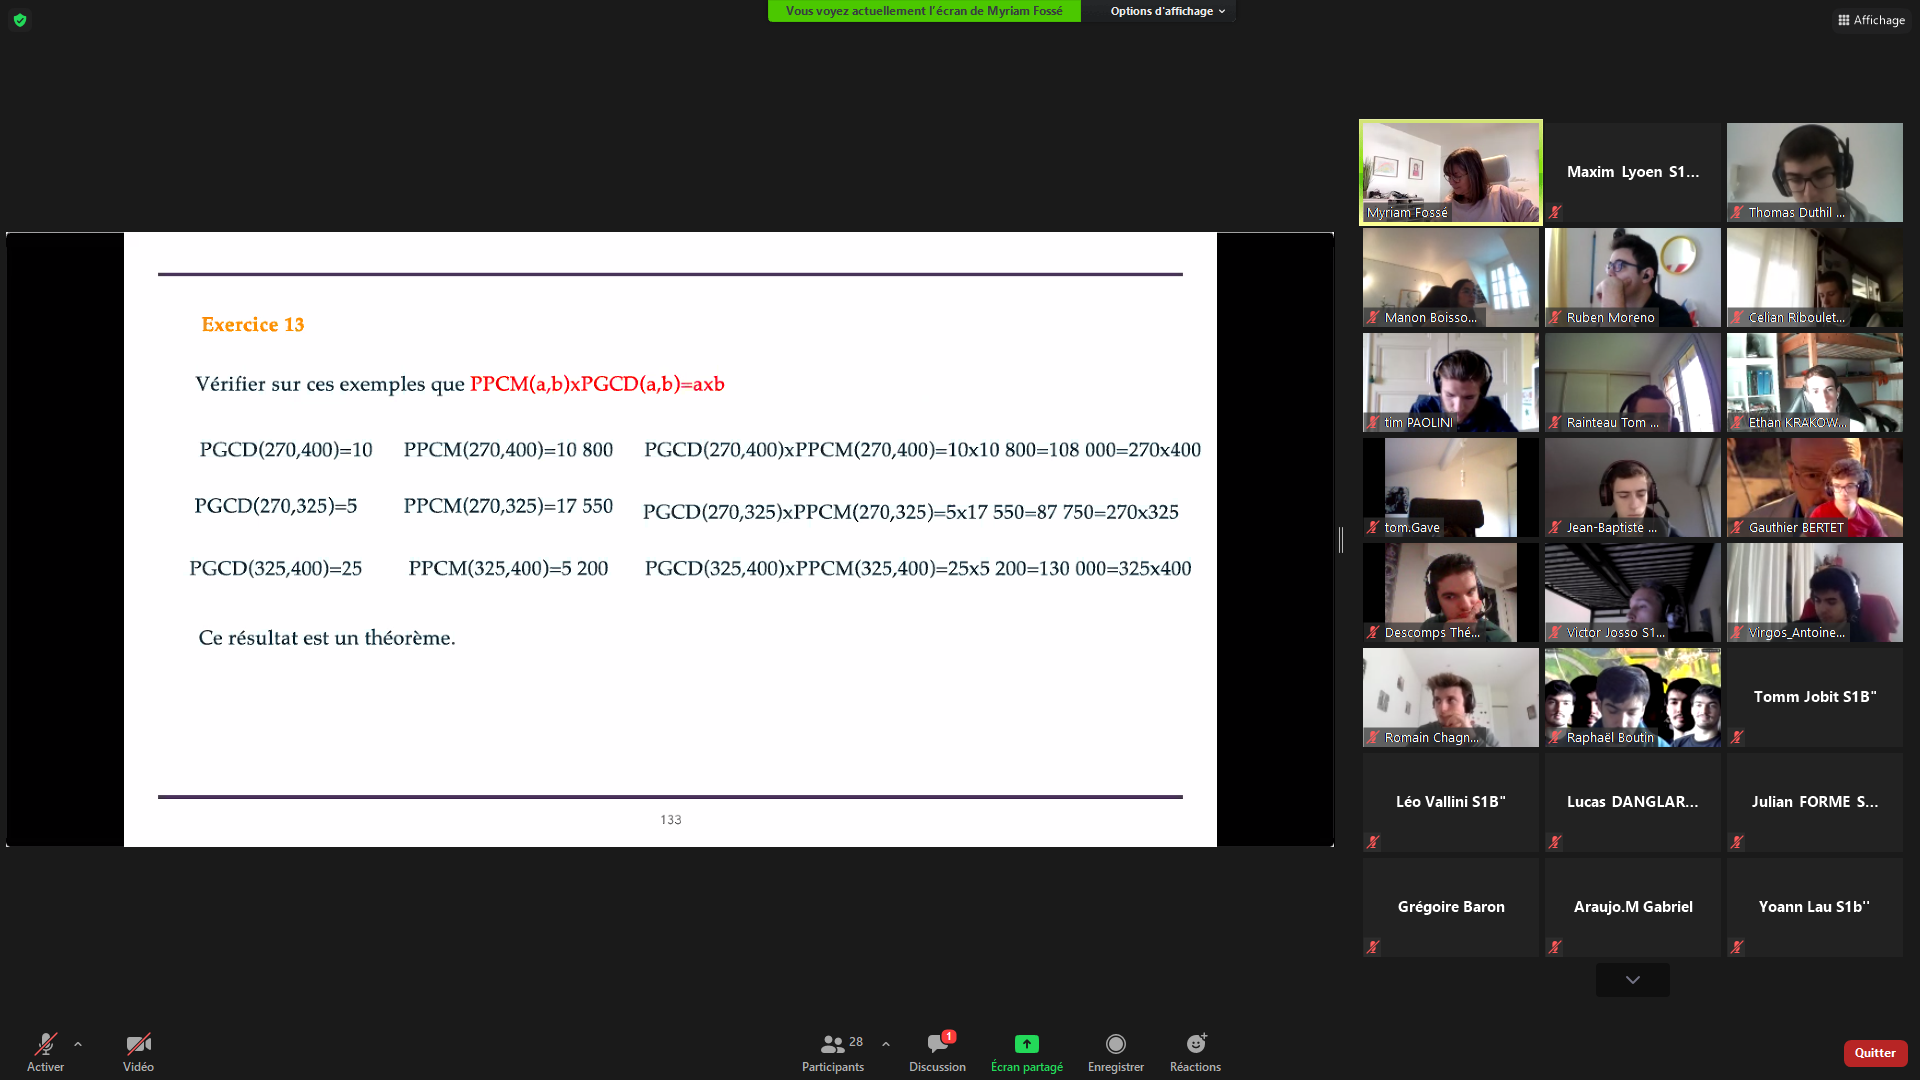 Vous voyez actuellement l'écran de Myriam Fossé
Options d'affichage
Affichage
Exercice 13
Vérifier sur ces exemples que PPCM(a,b)xPGCD(a,b)=axb
PGCD(270,400)=10 PPCM(270,400)=10 800 PGCD(270,400)xPPCM(270,400)=10x10 800=108 000=270x400
PGCD(270,325)=5 PPCM(270,325)=17 550 PGCD(270,325)xPPCM(270,325)=5x17 550=87 750=270x325
PGCD(325,400)=25 PPCM(325,400)=5 200 PGCD(325,400)xPPCM(325,400)=25x5 200=130 000=325x400
Ce résultat est un théorème.
133
Myriam Fossé
Maxim Lyoen S1...
Thomas Duthil ...
Manon Boisso...
Ruben Moreno
Celian Riboulet...
tim PAOLINI
Rainteau Tom ...
Ethan KRAKOW...
tom.Gave
Jean-Baptiste ...
Gauthier BERTET
Descomps Thé...
Victor Josso S1...
Virgos_Antoine...
Romain Chagn...
Raphaël Boutin
Tomm Jobit S1B"
Léo Vallini S1B"
Lucas DANGLAR...
Julian FORME S...
Grégoire Baron
Araujo.M Gabriel
Yoann Lau S1b''
Activer
Vidéo
28
Participants
1
Discussion
Écran partagé
Enregistrer
Réactions
Quitter